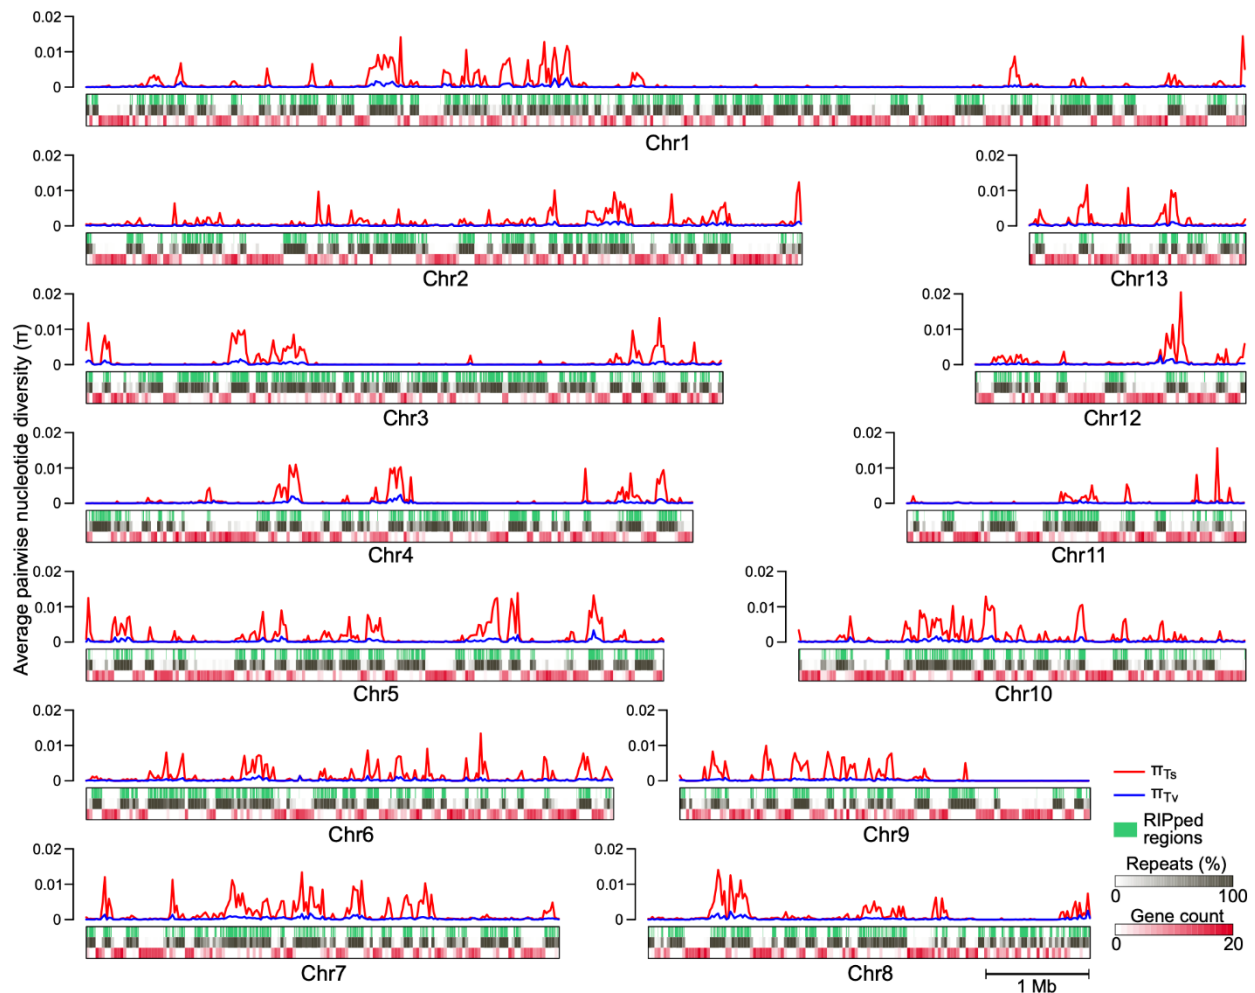 Average pairwise nucleotide diversity (π)
0.02
0.01
0
Chr1
0.02
0.01
0
Chr2
0.02
0.01
0
Chr13
0.02
0.01
0
Chr3
0.02
0.01
0
Chr12
0.02
0.01
0
Chr4
0.02
0.01
0
Chr11
0.02
0.01
0
Chr5
0.02
0.01
0
Chr10
0.02
0.01
0
Chr6
0.02
0.01
0
Chr9
0.02
0.01
0
Chr7
0.02
0.01
0
Chr8
πTs
πTv
RIPped
regions
Repeats (%)
0 100
Gene count
0 20
1 Mb